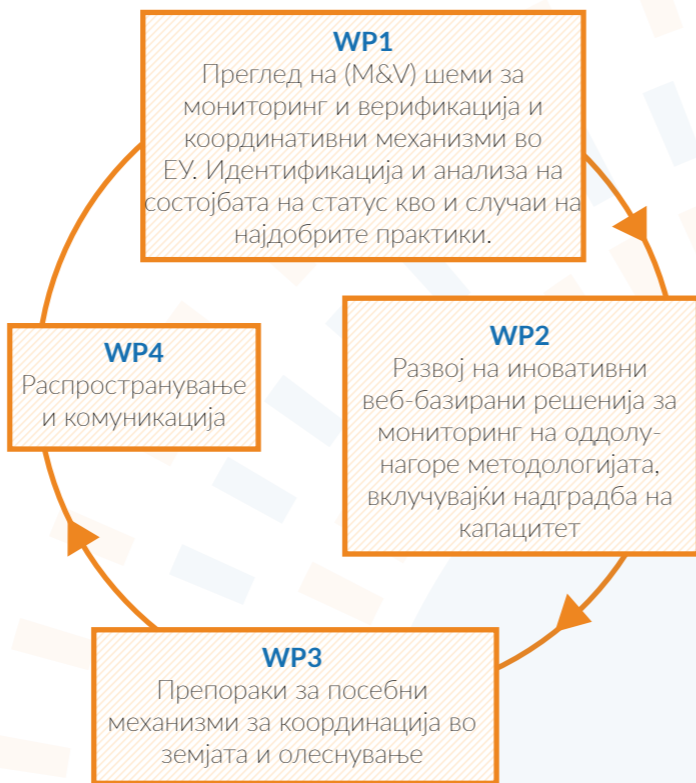 WP1
Преглед на (M&V) шеми за
мониторинг и верификација и
координативни механизми во
ЕУ. Идентификација и анализа на
состојбата на статус кво и случаи на
најдобрите практики.
WP2
Развој на иновативни
веб-базирани решенија за
мониторинг на оддолу-
нагоре методологијата,
вклучувајќи надградба на
капацитет
WP3
Препораки за посебни
механизми за координација во
земјата и олеснување
WP4
Распространување
и комуникација